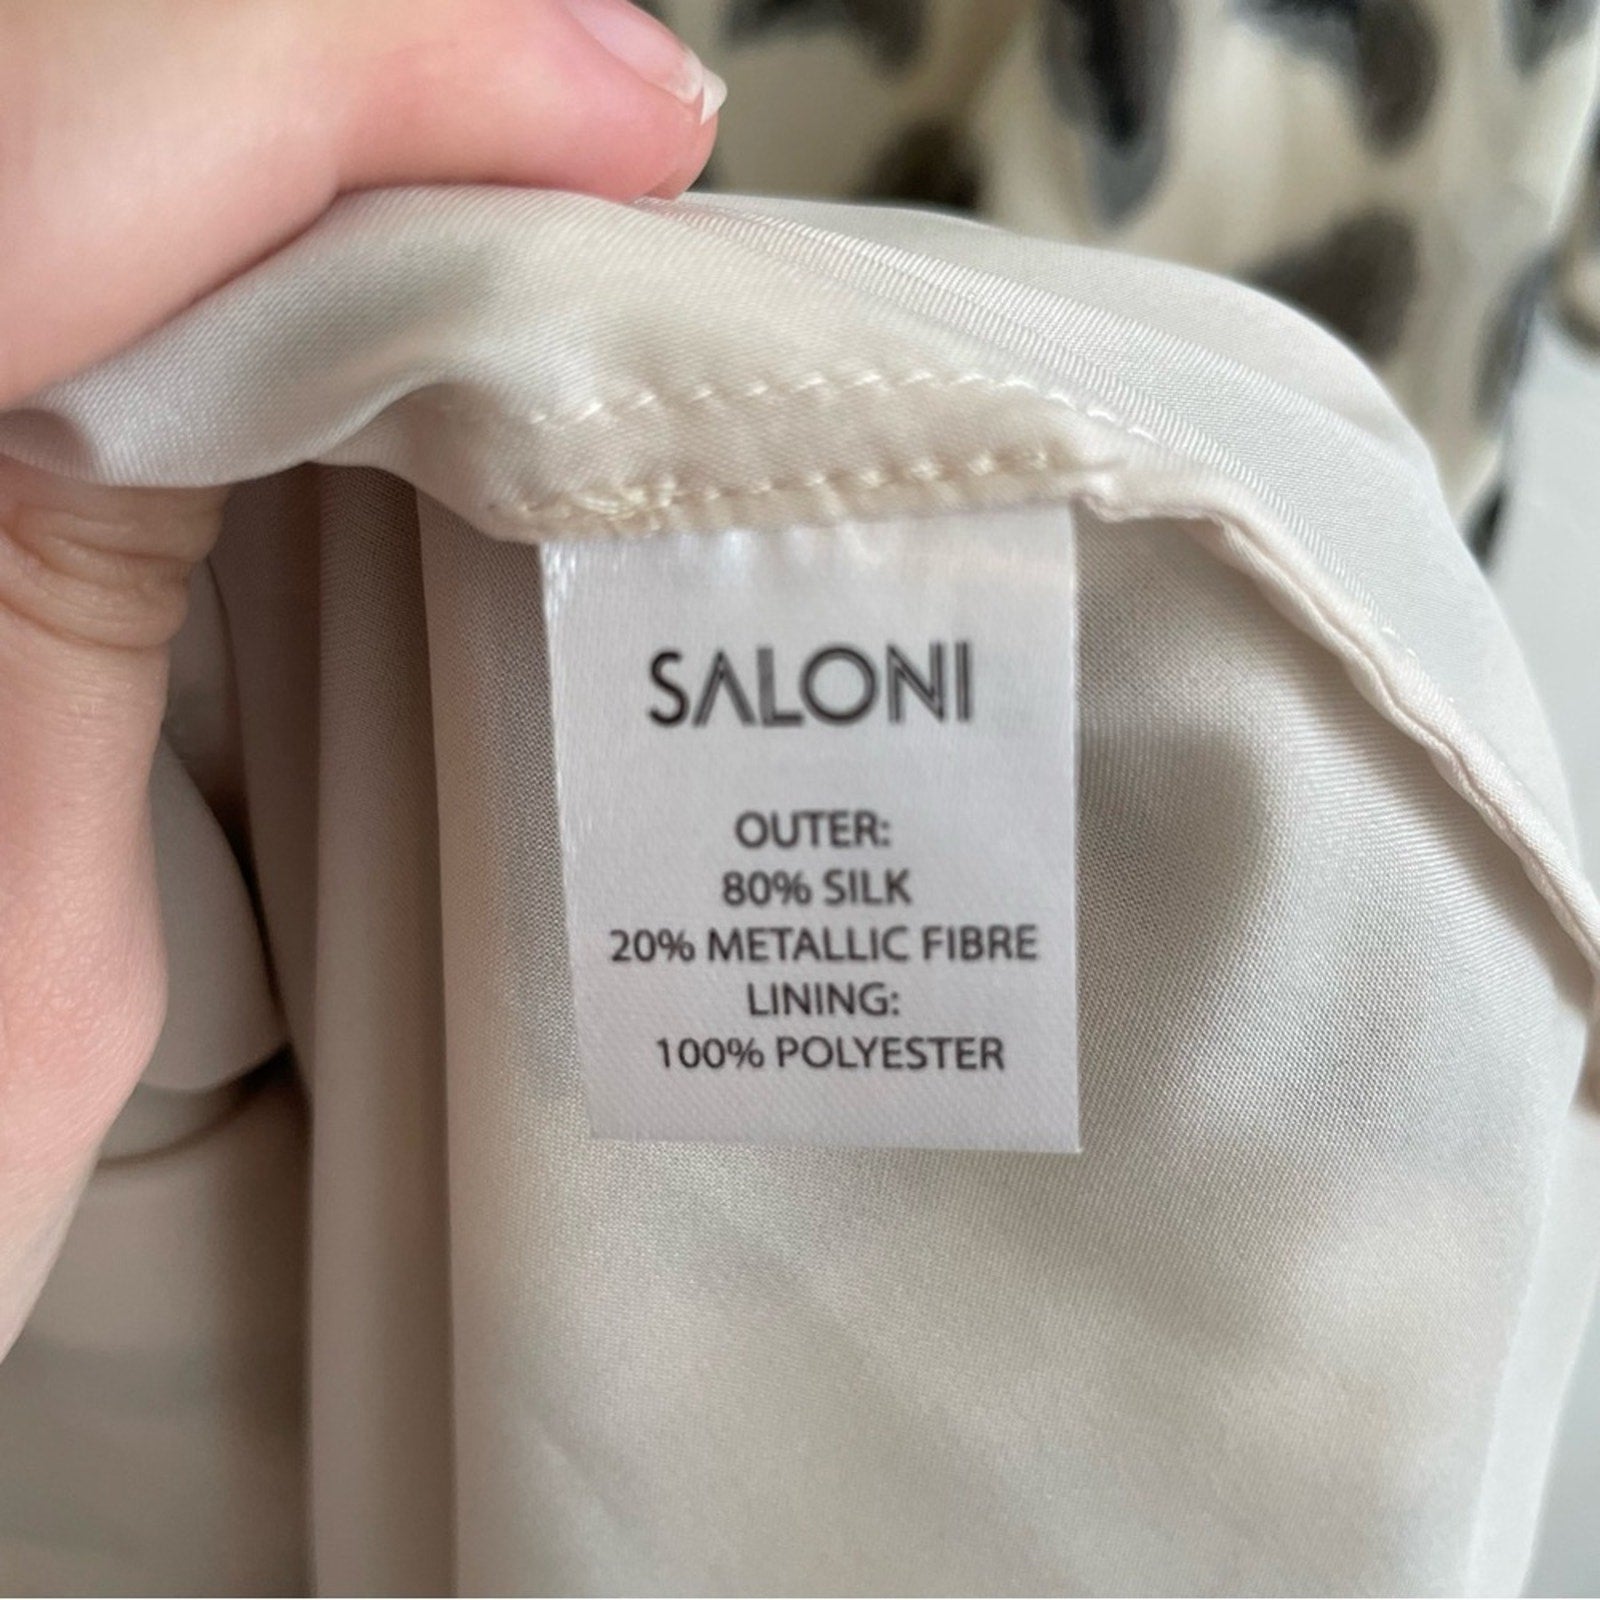 SALONI
OUTER:
80% SILK
20% METALLIC FIBRE
LINING:
100% POLYESTER